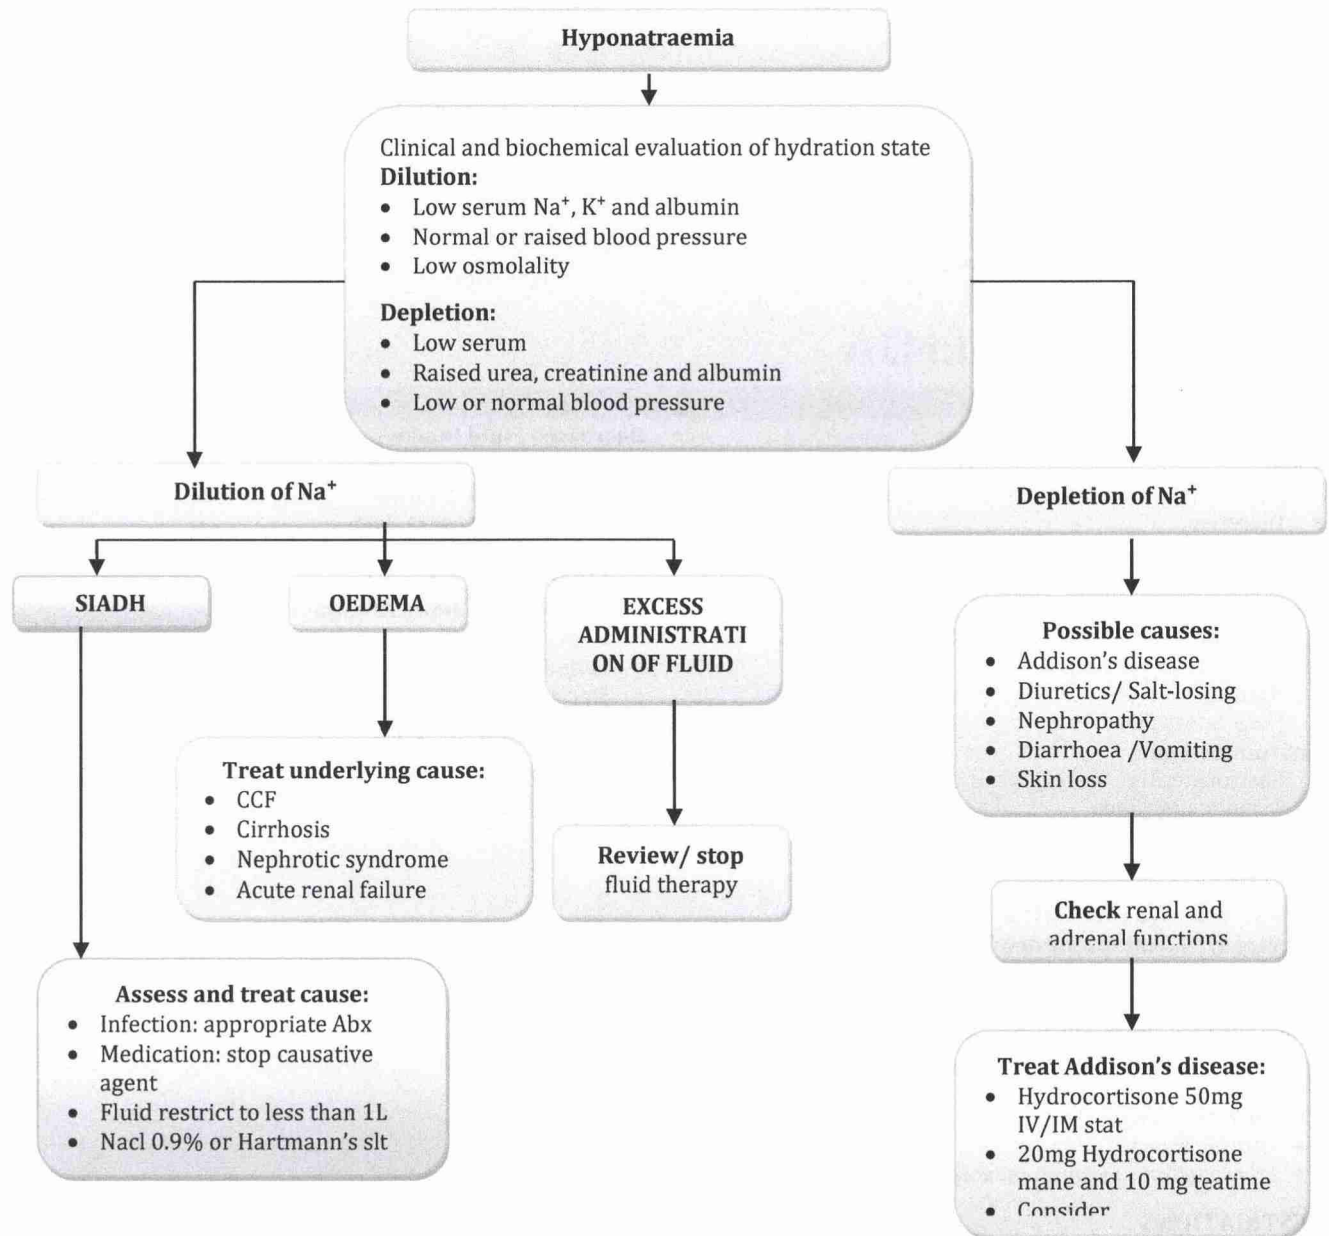 Hyponatraemia
Clinical and biochemical evaluation of hydration state
Dilution:
• Low serum Na⁺, K⁺ and albumin
• Normal or raised blood pressure
• Low osmolality
Depletion:
• Low serum
• Raised urea, creatinine and albumin
• Low or normal blood pressure
Dilution of Na⁺
Depletion of Na⁺
SIADH
OEDEMA
EXCESS
ADMINISTRATI
ON OF FLUID
Possible causes:
• Addison's disease
• Diuretics/ Salt-losing
• Nephropathy
• Diarrhoea /Vomiting
• Skin loss
Treat underlying cause:
• CCF
• Cirrhosis
• Nephrotic syndrome
• Acute renal failure
Review/ stop
fluid therapy
Check renal and
adrenal functions
Assess and treat cause:
• Infection: appropriate Abx
• Medication: stop causative
agent
• Fluid restrict to less than 1L
• Nacl 0.9% or Hartmann's slt
Treat Addison's disease:
• Hydrocortisone 50mg
IV/IM stat
• 20mg Hydrocortisone
mane and 10 mg teatime
• Consider